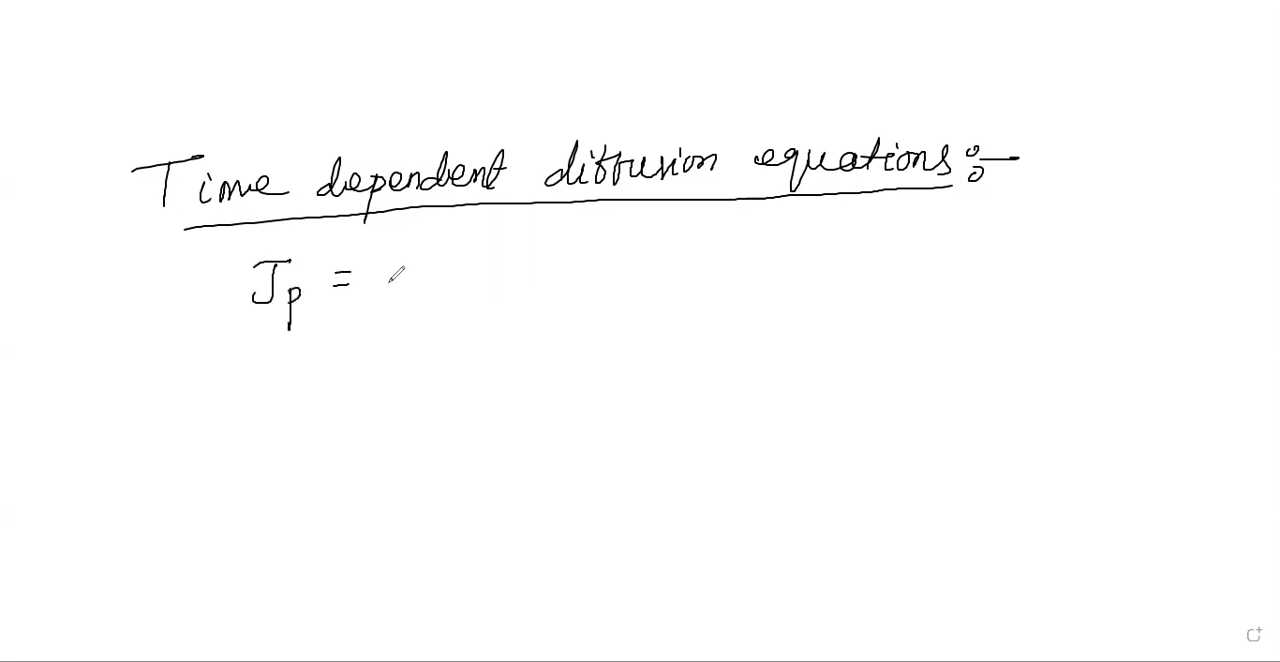 Time dependent diffusion equations :-
Jp =